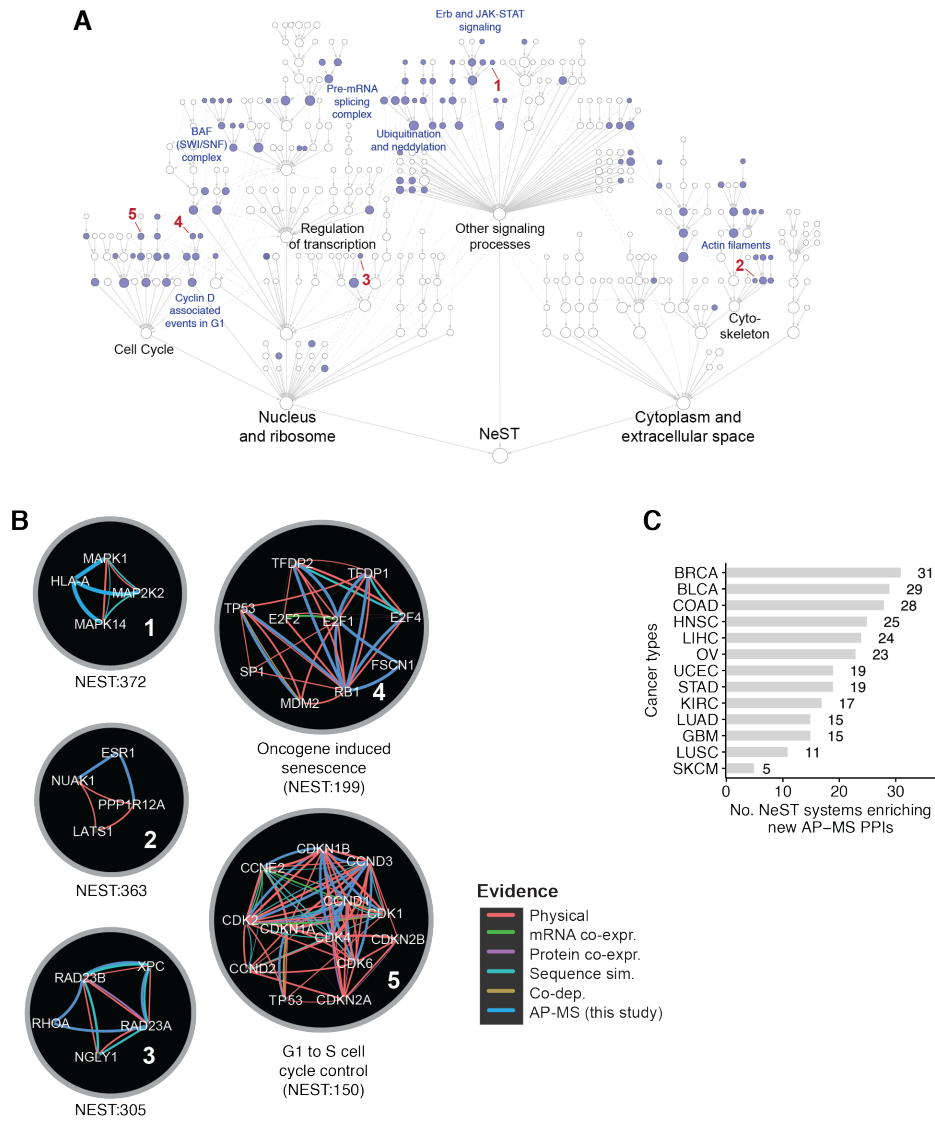 A
Erb and JAK-STAT
signaling
1
Pre-mRNA
splicing
complex
BAF
(SWI/SNF)
complex
Ubiquitination
and neddylation
5
4
Regulation
of transcription
Other signaling
processes
Actin filaments
2
3
Cyclin D
associated
events in G1
Cyto-
skeleton
Cell Cycle
Nucleus
and ribosome
NeST
Cytoplasm and
extracellular space
B
MAPK1
HLA-A
MAP2K2
MAPK14
1
NEST:372
ESR1
NUAK1
PPP1R12A
LATS1
2
NEST:363
XPC
RAD23B
RHOA
RAD23A
NGLY1
3
NEST:305
TFDP2
TFDP1
TP53
E2F2
E2F1
E2F4
FSCN1
SP1
RB1
MDM2
4
Oncogene induced
senescence
(NEST:199)
CDKN1B
CCNE2
CCND3
CCND1
CDK2
CDK1
CDKN1A
CDK4
CDKN2B
CCND2
CDK6
TP53
CDKN2A
5
G1 to S cell
cycle control
(NEST:150)
Evidence
Physical
mRNA co-expr.
Protein co-expr.
Sequence sim.
Co-dep.
AP-MS (this study)
C
Cancer types
BRCA 31
BLCA 29
COAD 28
HNSC 25
LIHC 24
OV 23
UCEC 19
STAD 19
KIRC 17
LUAD 15
GBM 15
LUSC 11
SKCM 5
0 10 20 30
No. NeST systems enriching
new AP–MS PPIs